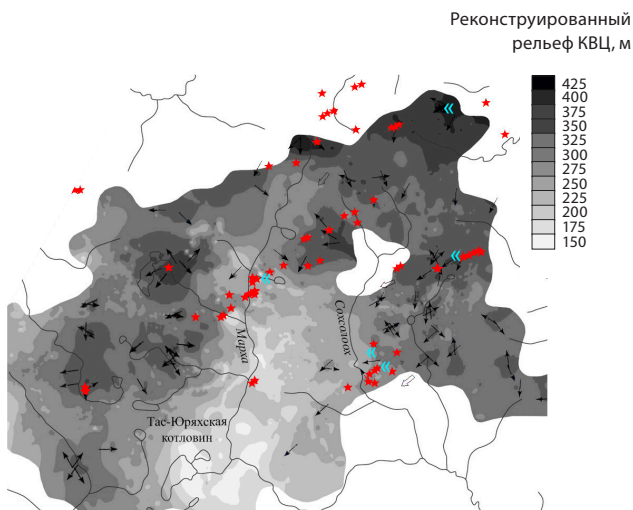 Реконструированный
рельеф КВЦ, м
425
400
375
350
325
300
275
250
225
200
175
150
Марха
Сохсолоох
Тас-Юряхская
котловин